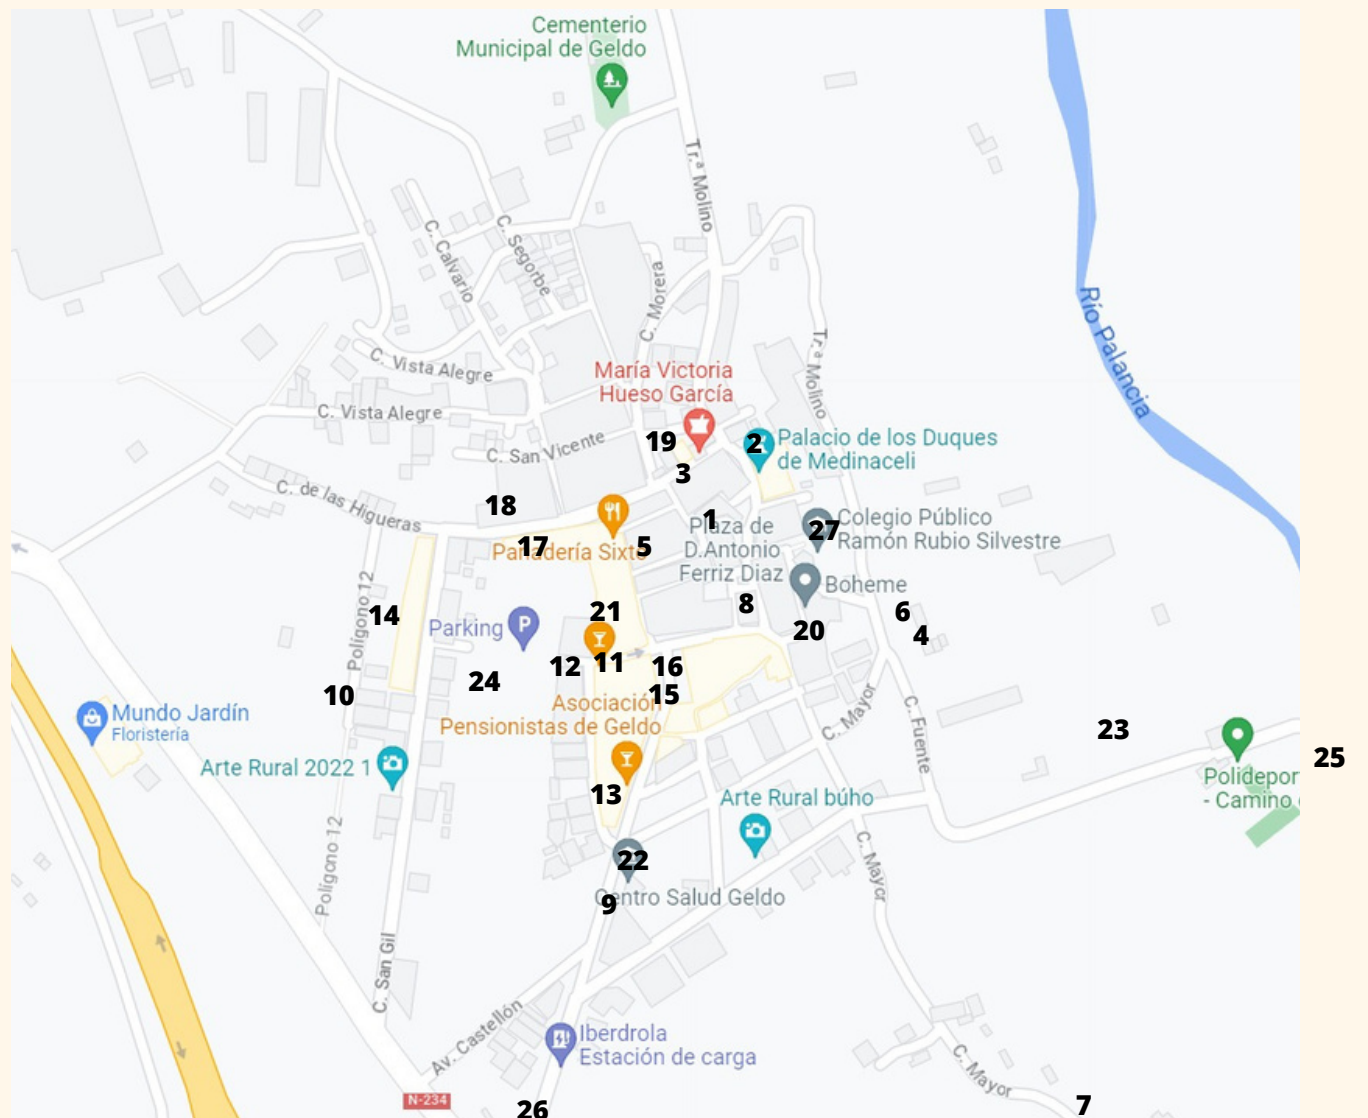 Cementerio
Municipal de Geldo
Tr.ª Molino
C. Calvario
C. Segorbe
C. Morera
Río Palancia
Tr.ª Molino
C. Vista Alegre
María Victoria
Hueso García
C. Vista Alegre
C. San Vicente
19
2
Palacio de los Duques
de Medinaceli
3
C. de las Higueras
18
1
Plaza de
D.Antonio
Ferriz Diaz
27
Colegio Público
Ramón Rubio Silvestre
17
Panadería Sixto
5
Boheme
Polígono 12
14
21
8
6
Parking
P
20
4
12
11
16
24
10
15
Asociación
Pensionistas de Geldo
Mundo Jardín
Floristería
C. Mayor
C. Fuente
23
25
Arte Rural 2022 1
Polidepor
- Camino
13
Arte Rural búho
Polígono 12
22
C. Mayor
Centro Salud Geldo
9
C. San Gil
Av. Castellón
Iberdrola
Estación de carga
C. Mayor
N-234
26
7